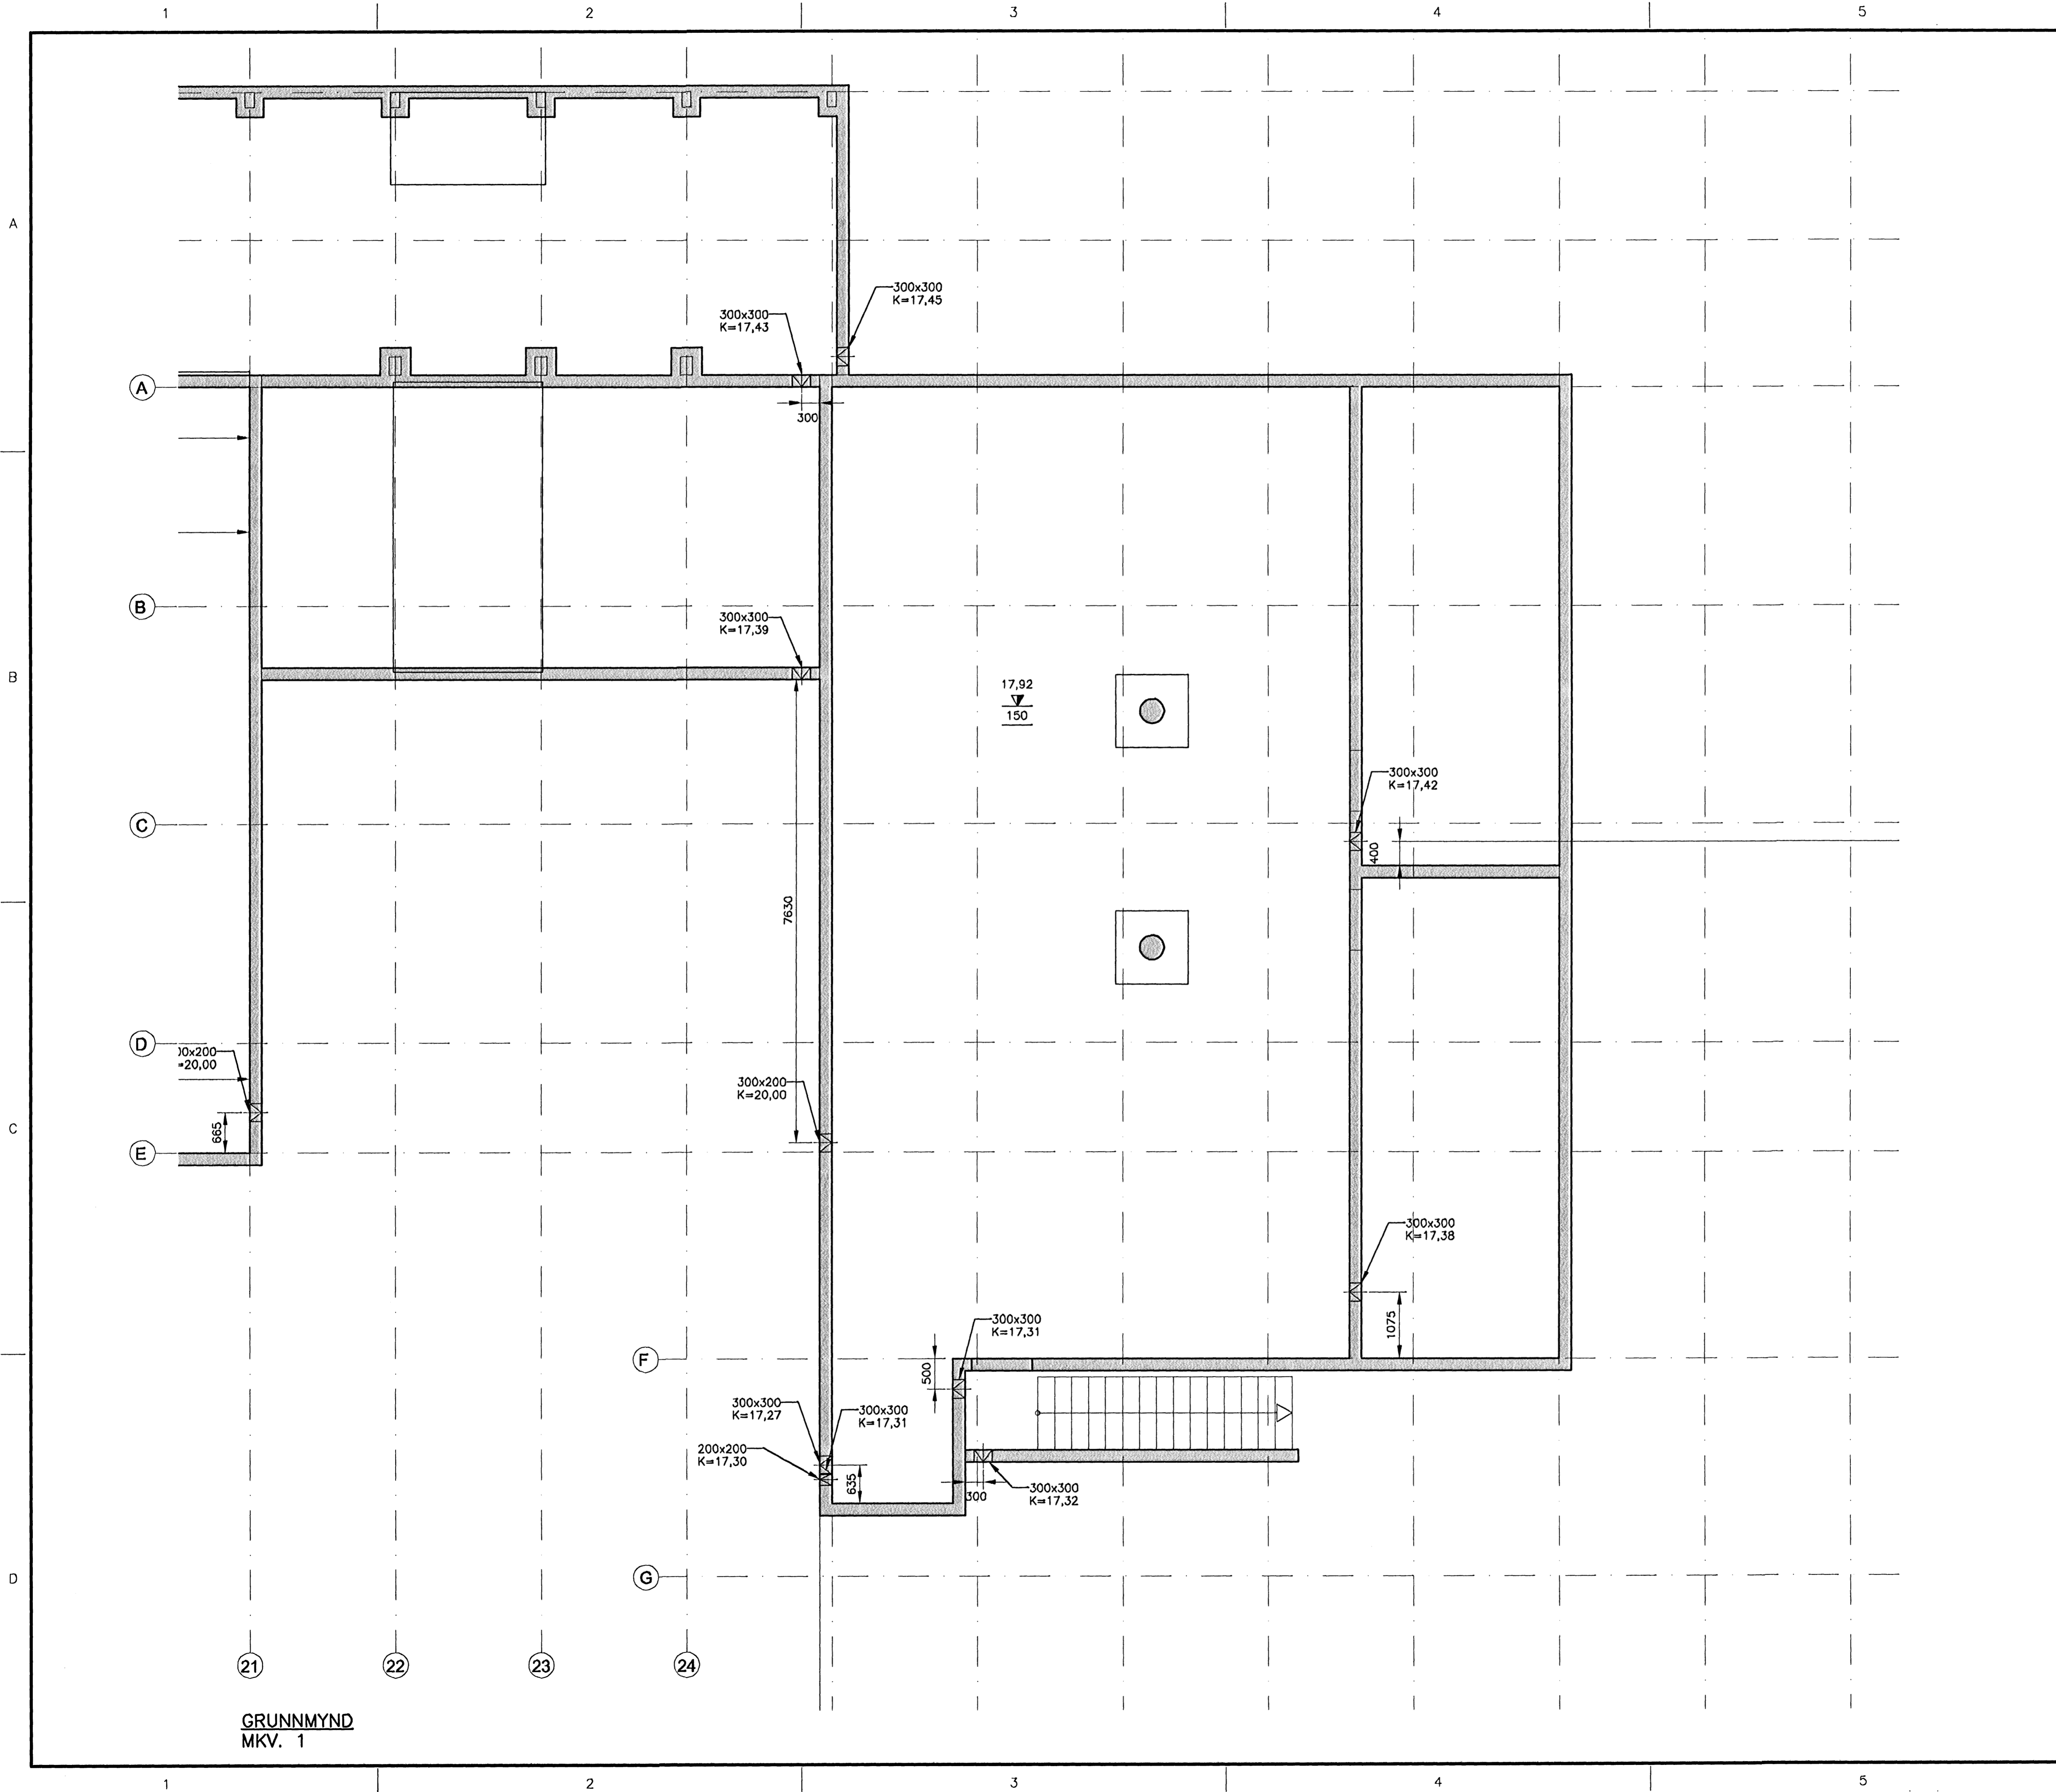 1 2 3 4 5
A
300x300
K=17,45
300x300
K=17,43
A
300
B
300x300
K=17,39
B
17,92
150
300x300
K=17,42
C
400
7630
D
00x200
=20,00
300x200
K=20,00
665
C
E
300x300
K=17,38
300x300
K=17,31
1075
F
500
300x300
K=17,27
300x300
K=17,31
200x200
K=17,30
635
300
300x300
K=17,32
D
G
21 22 23 24
GRUNNMYND
MKV. 1
1 2 3 4 5